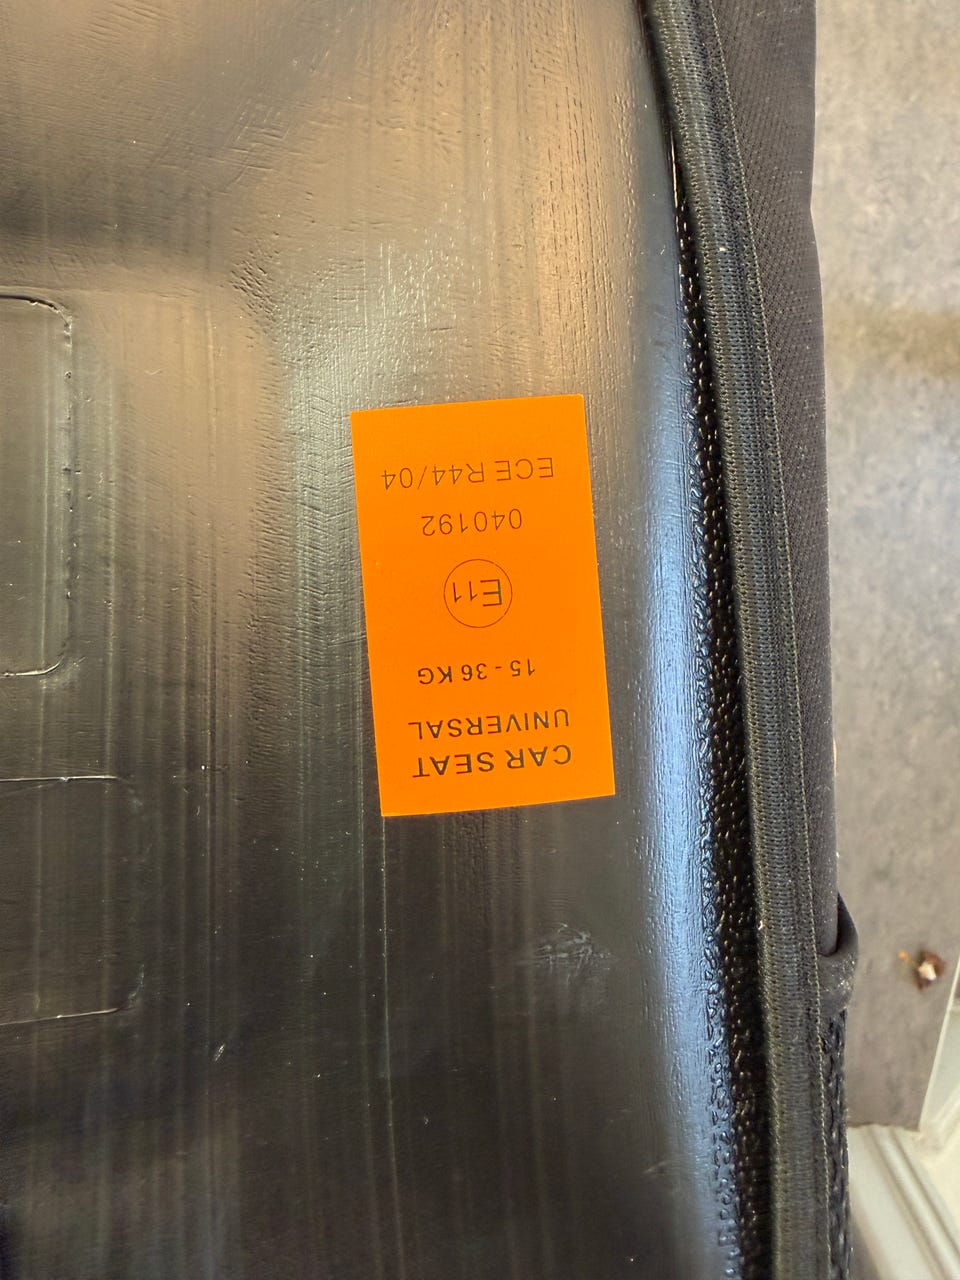 CAR SEAT
UNIVERSAL
15 - 36 KG
E11
040192
ECE R44/04